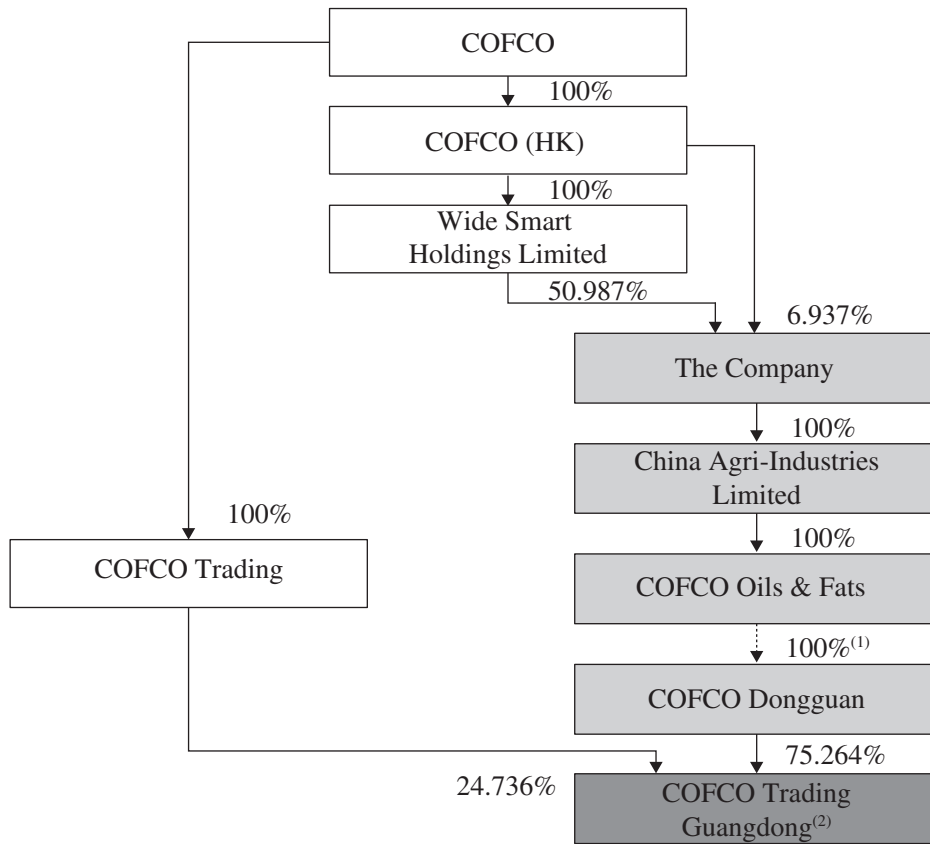 COFCO
100%
COFCO (HK)
100%
Wide Smart
Holdings Limited
50.987%
6.937%
The Company
100%
China Agri-Industries
Limited
100%
100%
COFCO Trading
COFCO Oils & Fats
100%(1)
COFCO Dongguan
75.264%
24.736%
COFCO Trading
Guangdong(2)